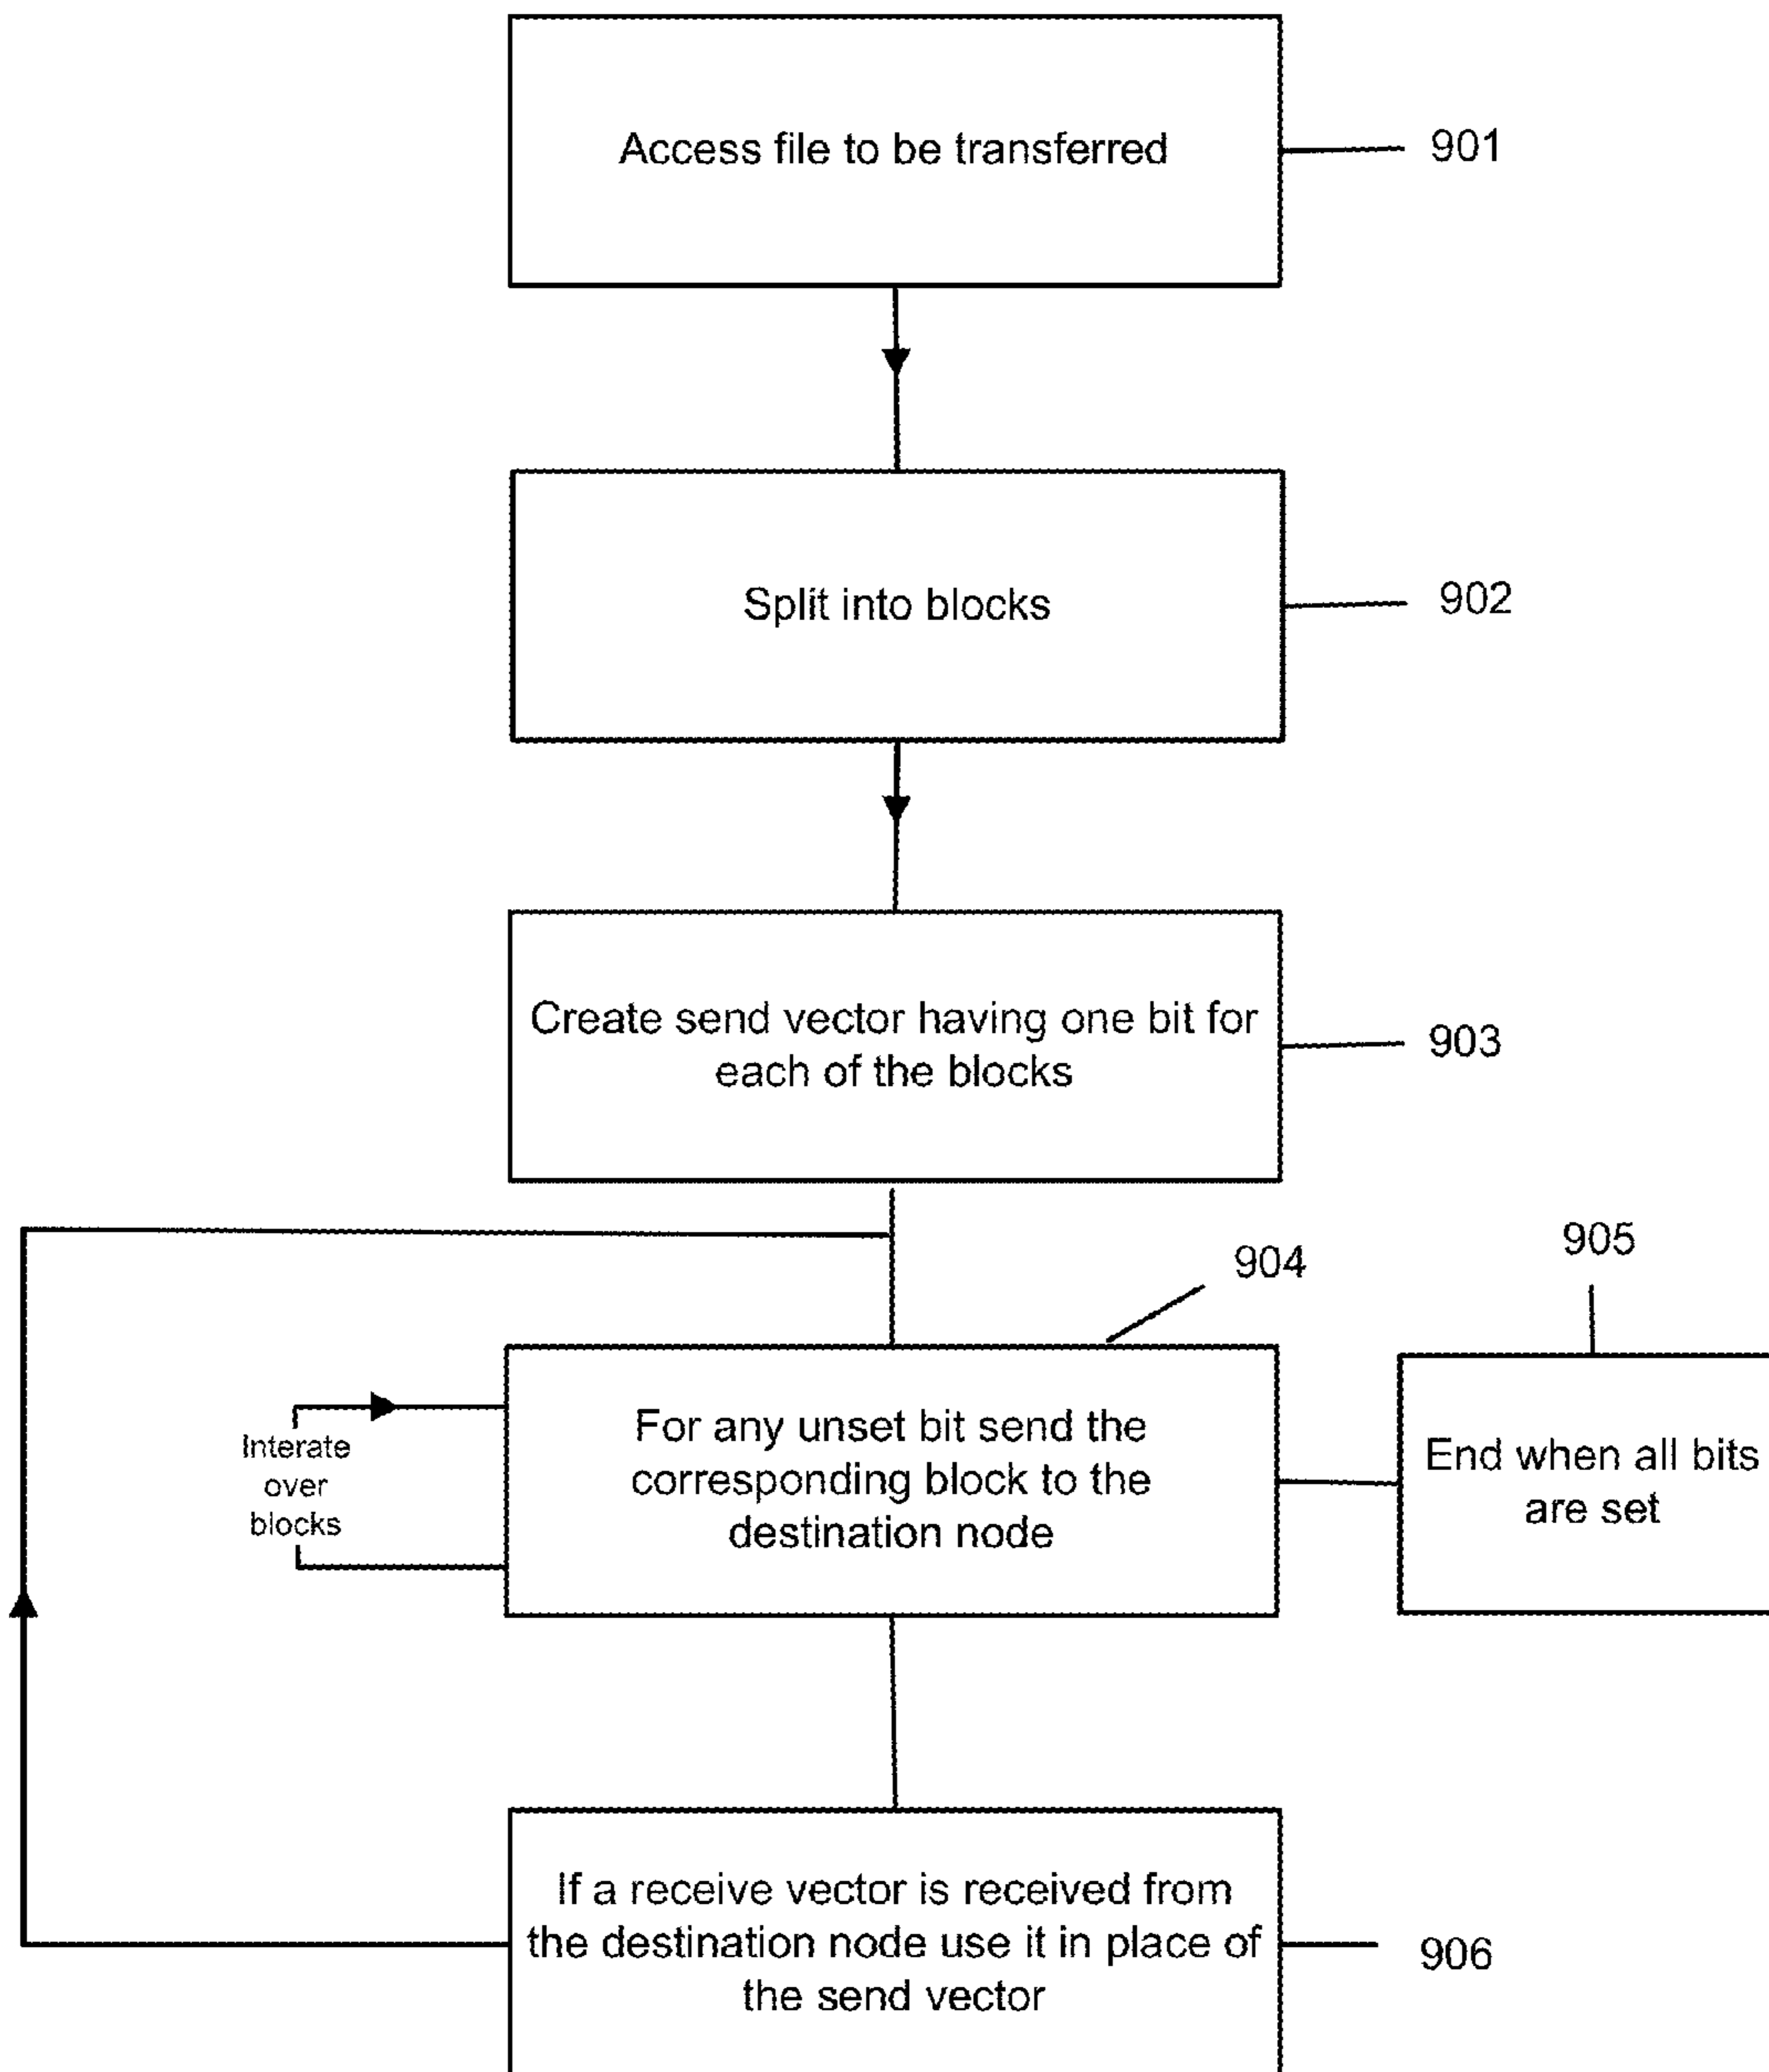 Access file to be transferred
901
Split into blocks
902
Create send vector having one bit for
each of the blocks
903
904
905
Interate
over
blocks
For any unset bit send the
corresponding block to the
destination node
End when all bits
are set
If a receive vector is received from
the destination node use it in place of
the send vector
906